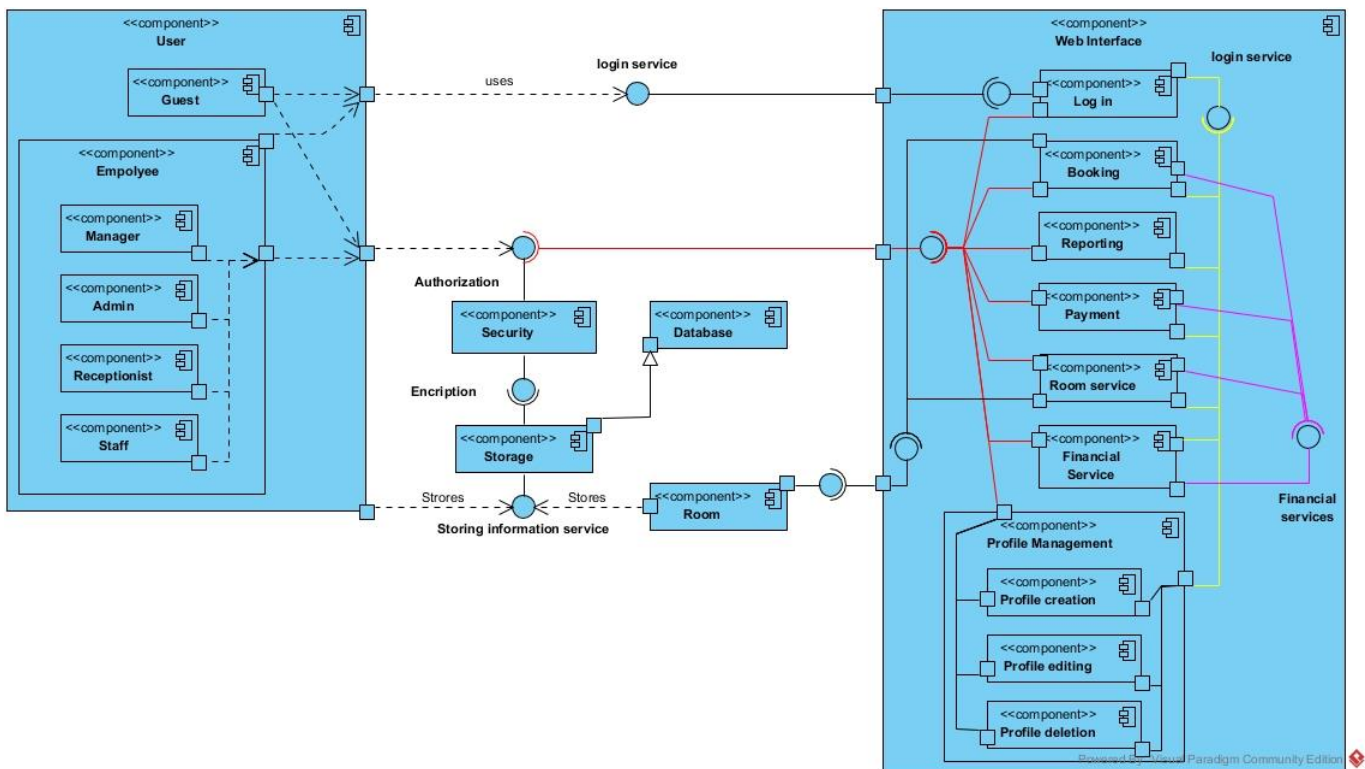 <<component>>
User
<<component>>
Guest
<<component>>
Empolyee
<<component>>
Manager
<<component>>
Admin
<<component>>
Receptionist
<<component>>
Staff
uses
login service
Authorization
<<component>>
Security
<<component>>
Database
Encription
<<component>>
Storage
Strores
Stores
Storing information service
<<component>>
Room
<<component>>
Web Interface
login service
<<component>>
Log in
<<component>>
Booking
<<component>>
Reporting
<<component>>
Payment
<<component>>
Room service
<<component>>
Financial
Service
Financial
services
<<component>>
Profile Management
<<component>>
Profile creation
<<component>>
Profile editing
<<component>>
Profile deletion
Powered By Visual Paradigm Community Edition